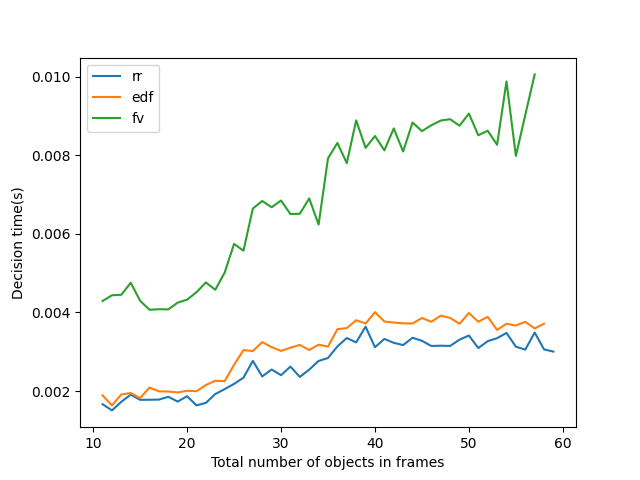 0.010
0.008
0.006
0.004
0.002
Decision time(s)
rr
edf
fv
10 20 30 40 50 60
Total number of objects in frames